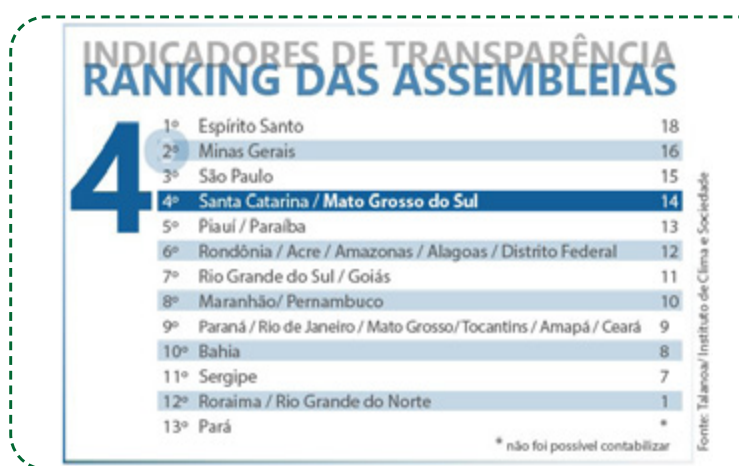 INDICADORES DE TRANSPARÊNCIA
RANKING DAS ASSEMBLEIAS
4
1º Espírito Santo 18
2º Minas Gerais 16
3º São Paulo 15
4º Santa Catarina / Mato Grosso do Sul 14
5º Piauí / Paraíba 13
6º Rondônia / Acre / Amazonas / Alagoas / Distrito Federal 12
7º Rio Grande do Sul / Goiás 11
8º Maranhão/ Pernambuco 10
9º Paraná / Rio de Janeiro / Mato Grosso/Tocantins / Amapá / Ceará 9
10º Bahia 8
11º Sergipe 7
12º Roraima / Rio Grande do Norte 1
13º Pará *
* não foi possível contabilizar
Fonte: Talanoa/ Instituto de Clima e Sociedade